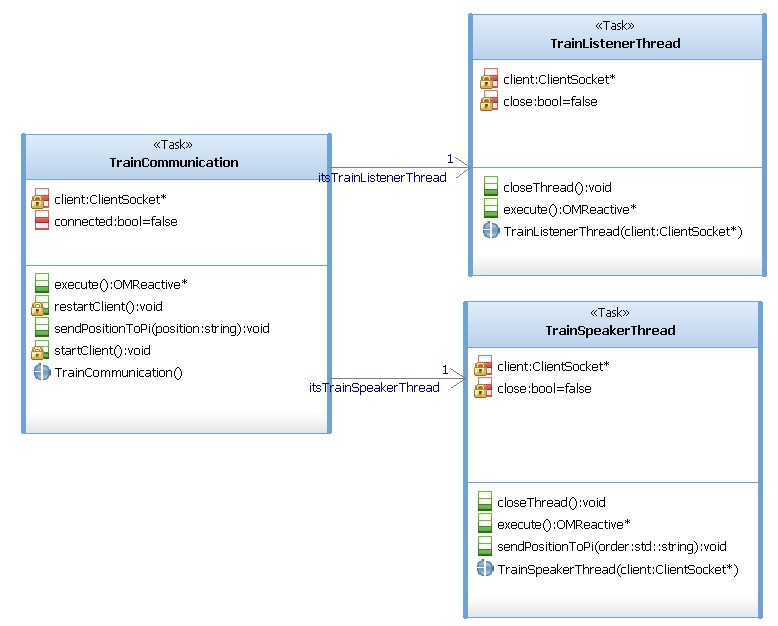 «Task»
TrainCommunication
client:ClientSocket*
connected:bool=false
execute():OMReactive*
restartClient():void
sendPositionToPi(position:string):void
startClient():void
TrainCommunication()
1
itsTrainListenerThread
1
itsTrainSpeakerThread
«Task»
TrainListenerThread
client:ClientSocket*
close:bool=false
closeThread():void
execute():OMReactive*
TrainListenerThread(client:ClientSocket*)
«Task»
TrainSpeakerThread
client:ClientSocket*
close:bool=false
closeThread():void
execute():OMReactive*
sendPositionToPi(order:std::string):void
TrainSpeakerThread(client:ClientSocket*)